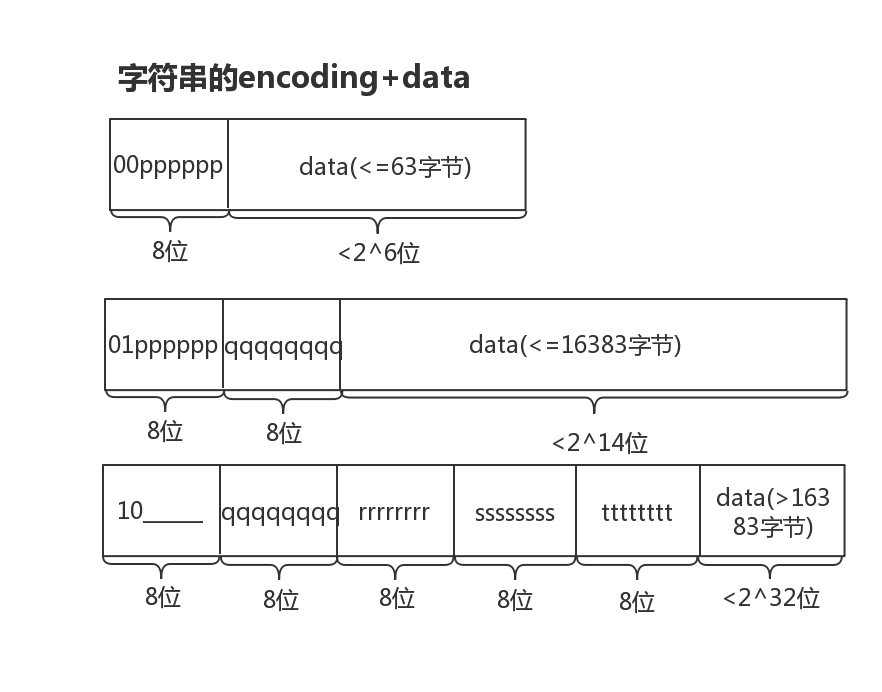 字符串的encoding+data
00pppppp data(<=63字节)
8位 <2^6位
01pppppp qqqqqqqq data(<=16383字节)
8位 8位 <2^14位
10______ qqqqqqqq rrrrrrrr ssssssss tttttttt data(>163
83字节)
8位 8位 8位 8位 8位 <2^32位